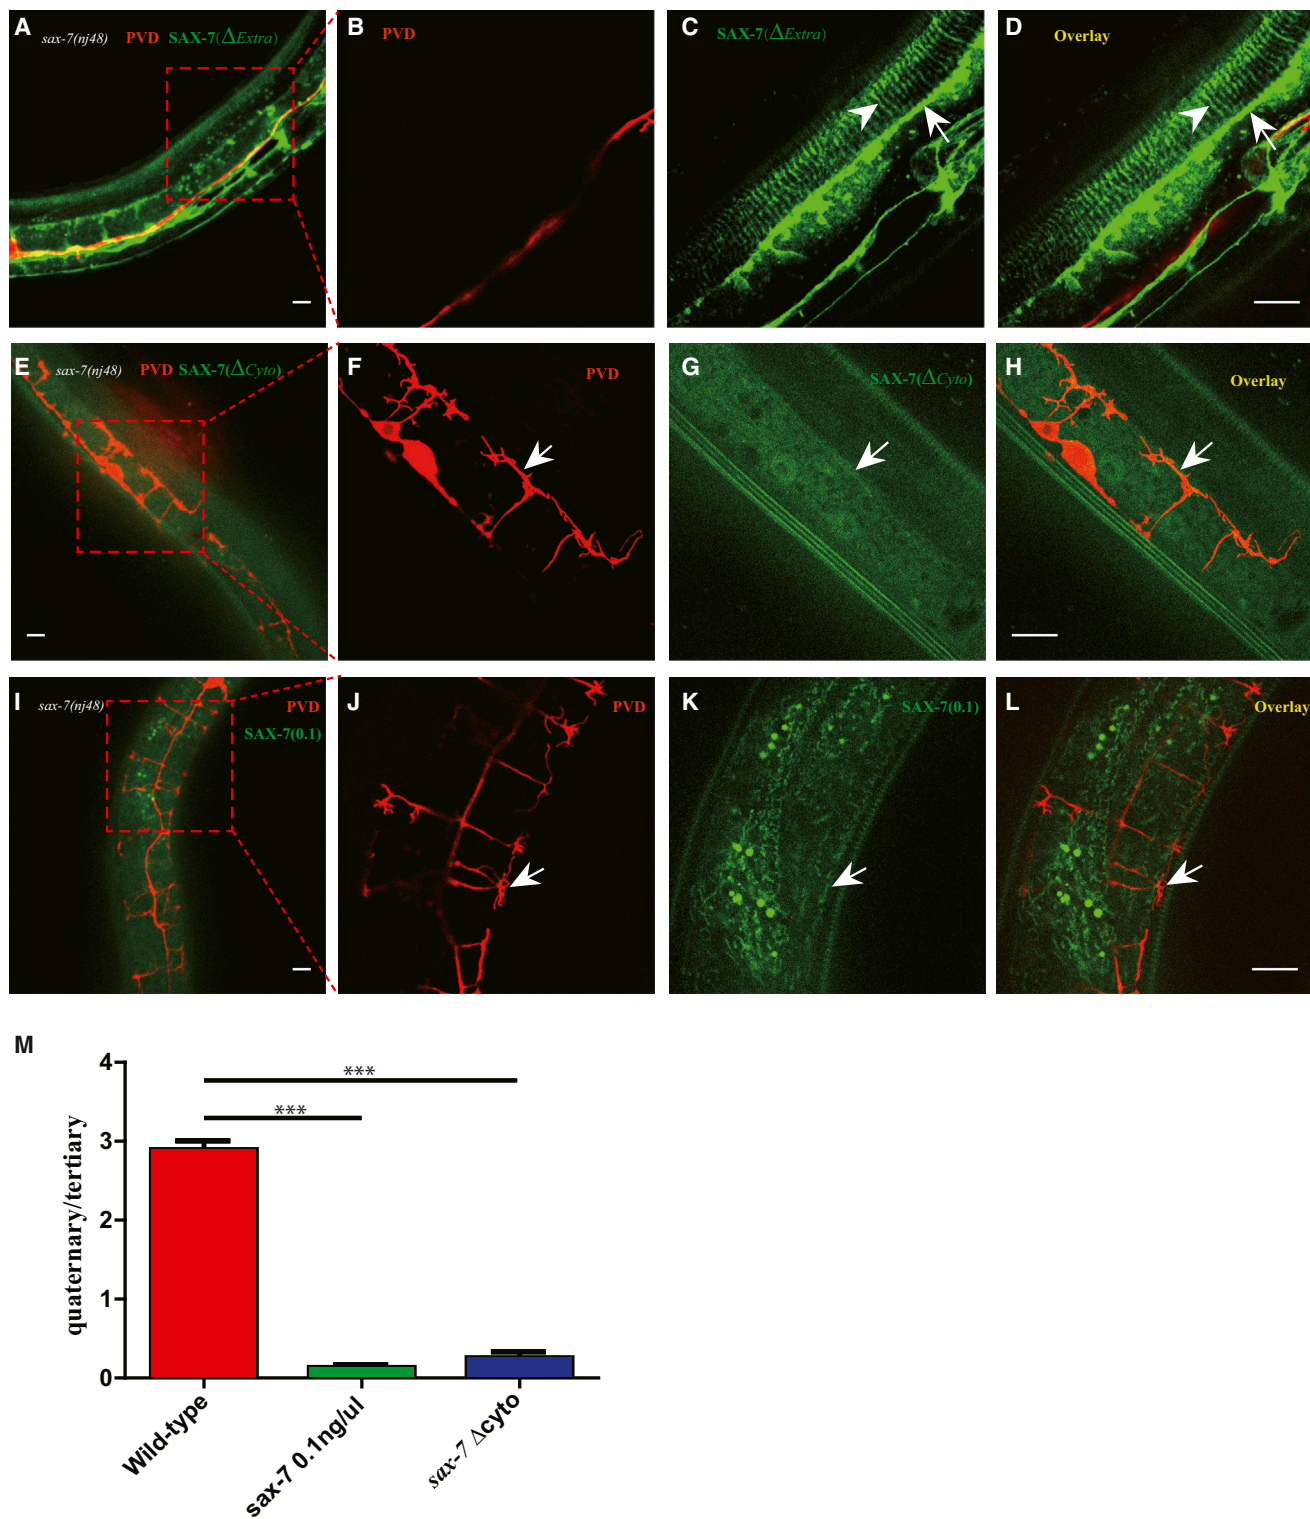 A sax-7(nj48) PVD SAX-7(ΔExtra)
B PVD
C SAX-7(ΔExtra)
D Overlay
E sax-7(nj48) PVD SAX-7(ΔCyto)
F PVD
G SAX-7(ΔCyto)
H Overlay
I sax-7(nj48) PVD
SAX-7(0.1)
J PVD
K SAX-7(0.1)
L Overlay
M
quaternary/tertiary
4
3
2
1
0
***
***
Wild-type
sax-7 0.1ng/ul
sax-7 Δcyto